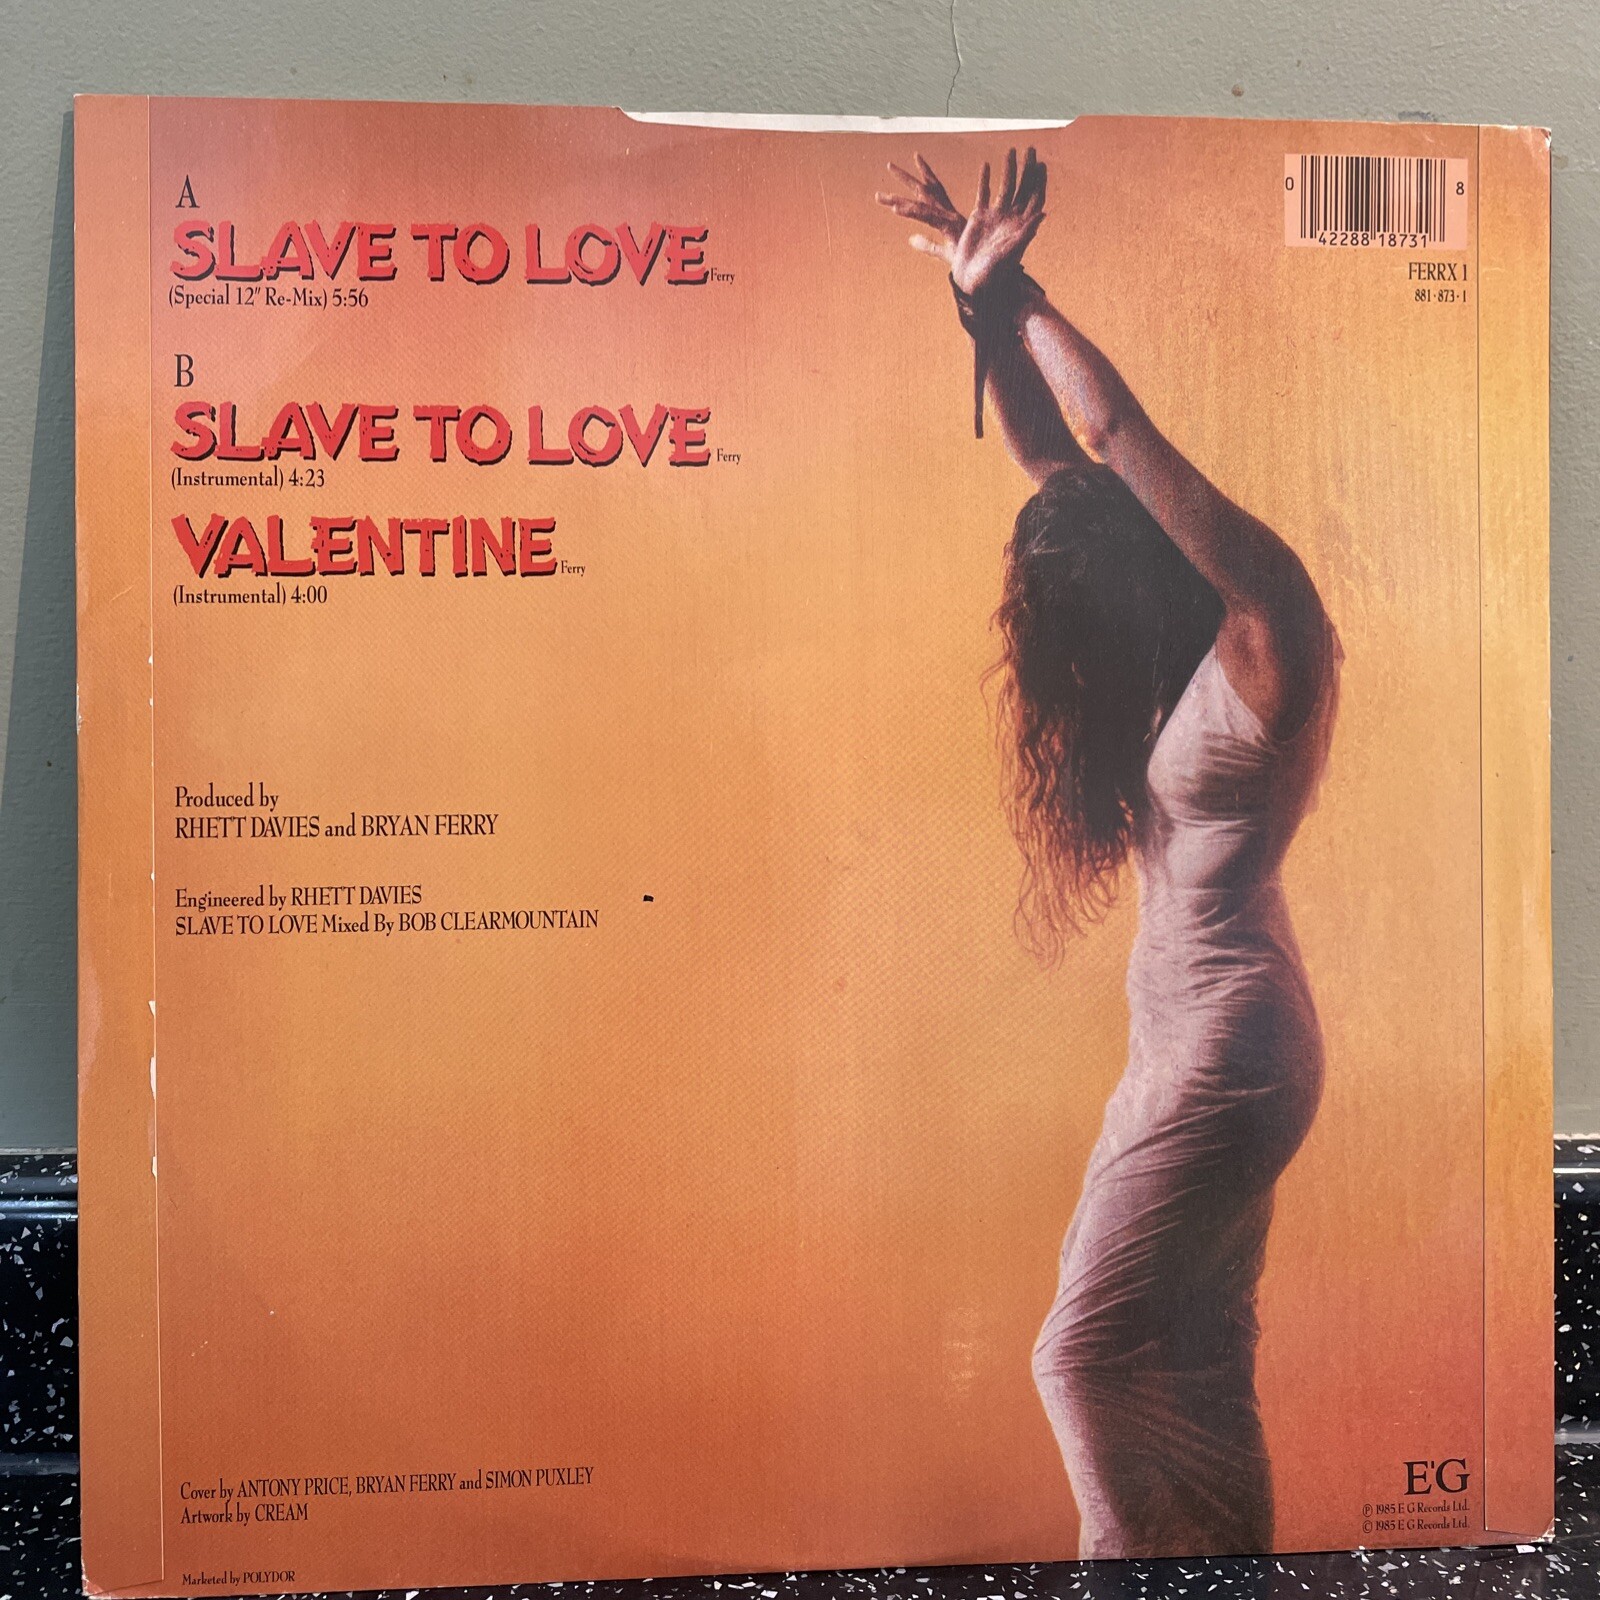 A
SLAVE TO LOVE Ferry
(Special 12" Re-Mix) 5:56
B
SLAVE TO LOVE Ferry
(Instrumental) 4:23
VALENTINE Ferry
(Instrumental) 4:00
0 42288 18731 8
FERRX 1
881·873·1
Produced by
RHETT DAVIES and BRYAN FERRY
Engineered by RHETT DAVIES
SLAVE TO LOVE Mixed By BOB CLEARMOUNTAIN
Cover by ANTONY PRICE, BRYAN FERRY and SIMON PUXLEY
Artwork by CREAM
Marketed by POLYDOR
E'G
℗ 1985 E G Records Ltd.
© 1985 E G Records Ltd.